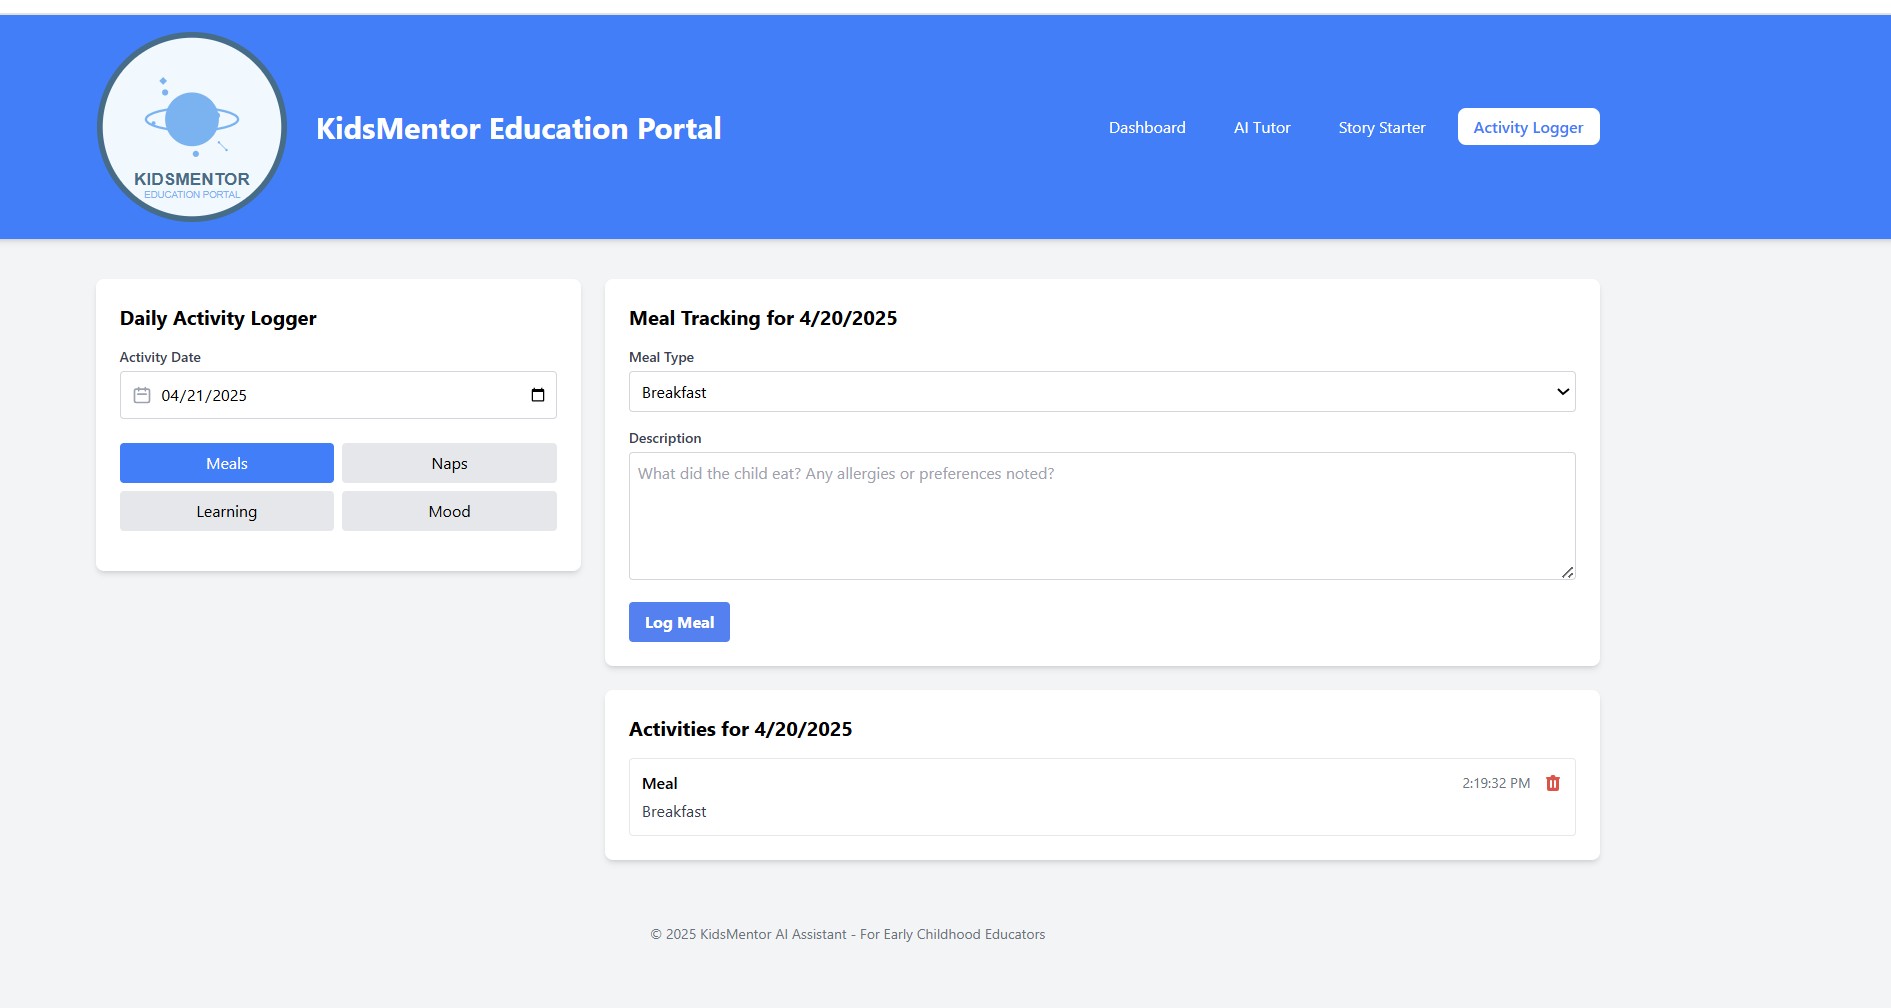 KIDSMENTOR
EDUCATION PORTAL
KidsMentor Education Portal
Dashboard
AI Tutor
Story Starter
Activity Logger
Daily Activity Logger
Activity Date
04/21/2025
Meals
Naps
Learning
Mood
Meal Tracking for 4/20/2025
Meal Type
Breakfast
Description
What did the child eat? Any allergies or preferences noted?
Log Meal
Activities for 4/20/2025
Meal
2:19:32 PM
Breakfast
© 2025 KidsMentor AI Assistant - For Early Childhood Educators